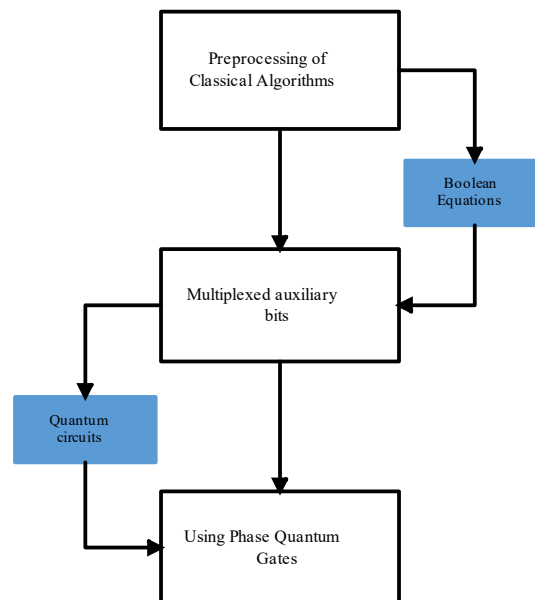 Preprocessing of
Classical Algorithms
Boolean
Equations
Multiplexed auxiliary
bits
Quantum
circuits
Using Phase Quantum
Gates